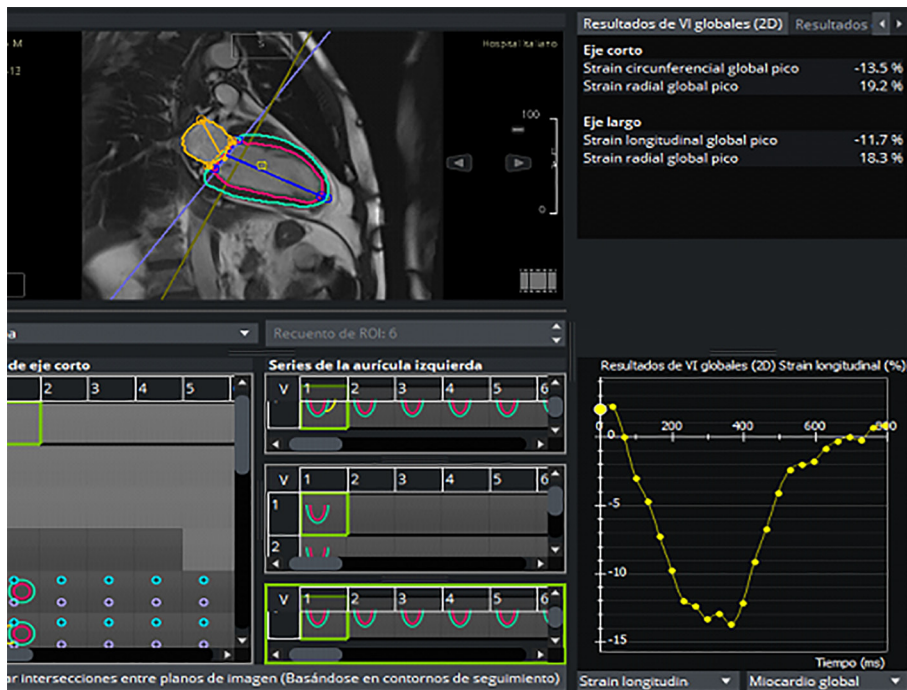 M
-13
S
Hospital Italiano
100
0
Resultados de VI globales (2D) Resultados
Eje corto
Strain circunferencial global pico -13.5 %
Strain radial global pico 19.2 %
Eje largo
Strain longitudinal global pico -11.7 %
Strain radial global pico 18.3 %
a
Recuento de ROI: 6
de eje corto
2 3 4 5
Series de la aurícula izquierda
V 1 2 3 4 5 6
V 1 2 3 4 5 6
1
2
V 1 2 3 4 5 6
ar intersecciones entre planos de imagen (Basándose en contornos de seguimiento)
Resultados de VI globales (2D) Strain longitudinal (%)
0 200 400 600 800
0
-5
-10
-15
Tiempo (ms)
Strain longitudin
Miocardio global